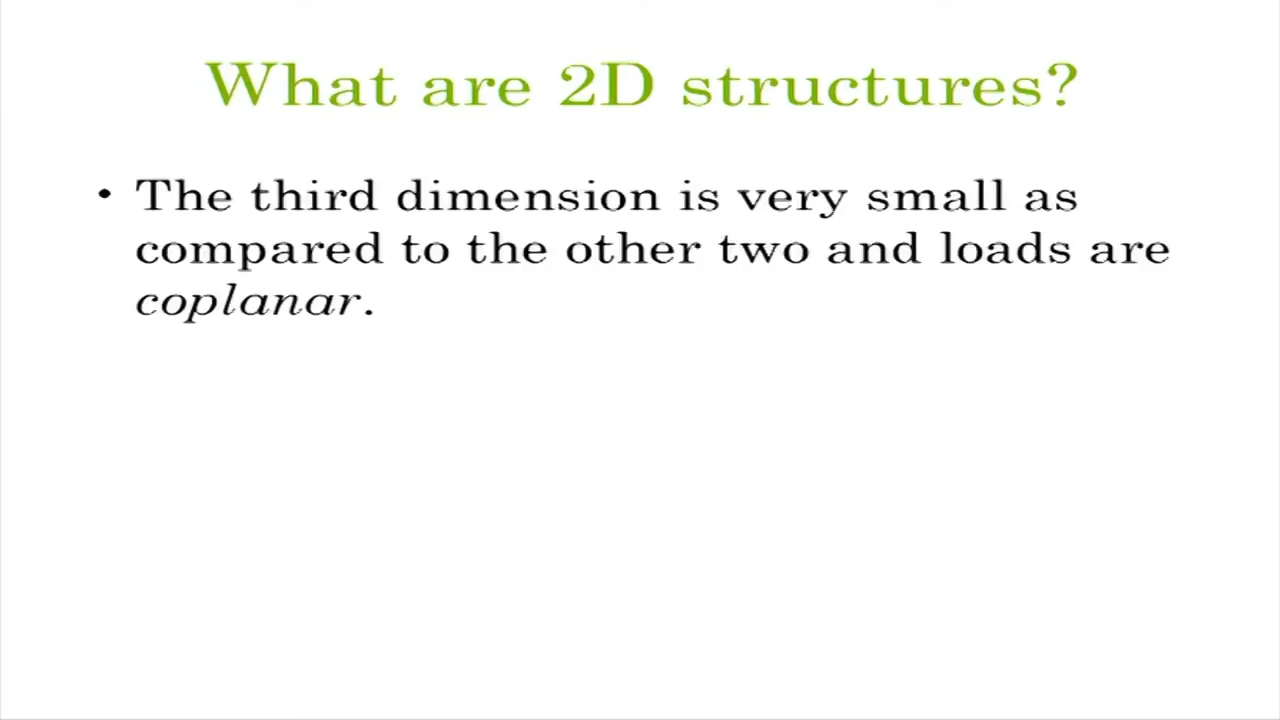 What are 2D structures?
• The third dimension is very small as
compared to the other two and loads are
coplanar.